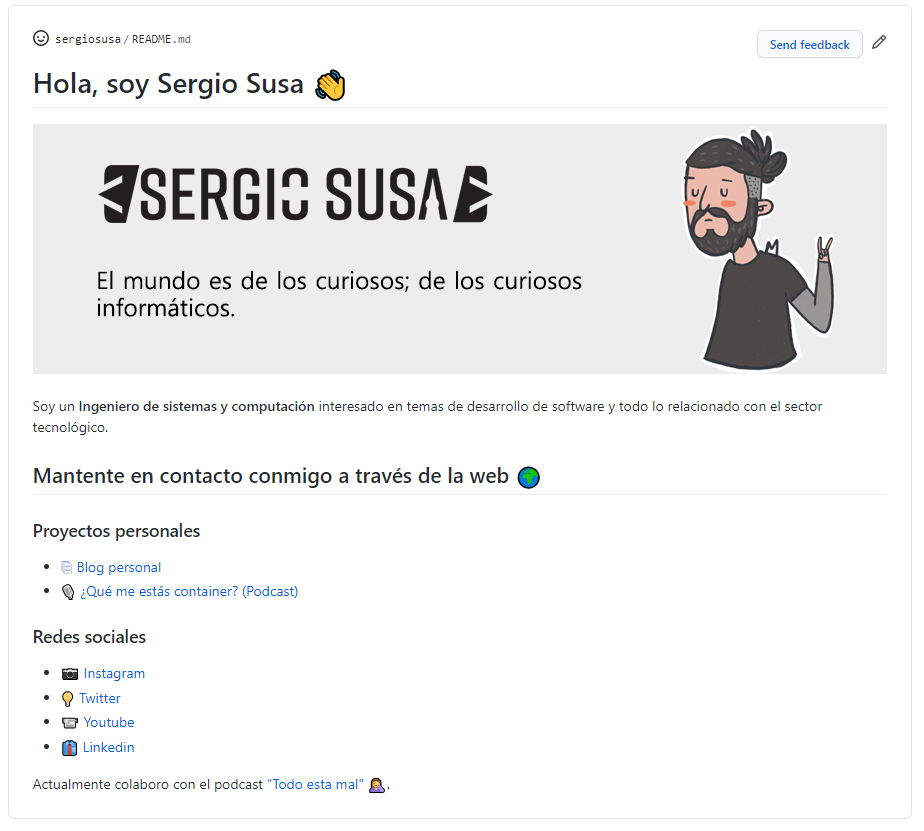 sergiosusa/README.md
Send feedback
Hola, soy Sergio Susa 👋
SERGIO SUSA
El mundo es de los curiosos; de los curiosos
informáticos.
Soy un Ingeniero de sistemas y computación interesado en temas de desarrollo de software y todo lo relacionado con el sector
tecnológico.
Mantente en contacto conmigo a través de la web 🌍
Proyectos personales
Blog personal
¿Qué me estás container? (Podcast)
Redes sociales
Instagram
Twitter
Youtube
Linkedin
Actualmente colaboro con el podcast "Todo esta mal" 🤦‍♀️.